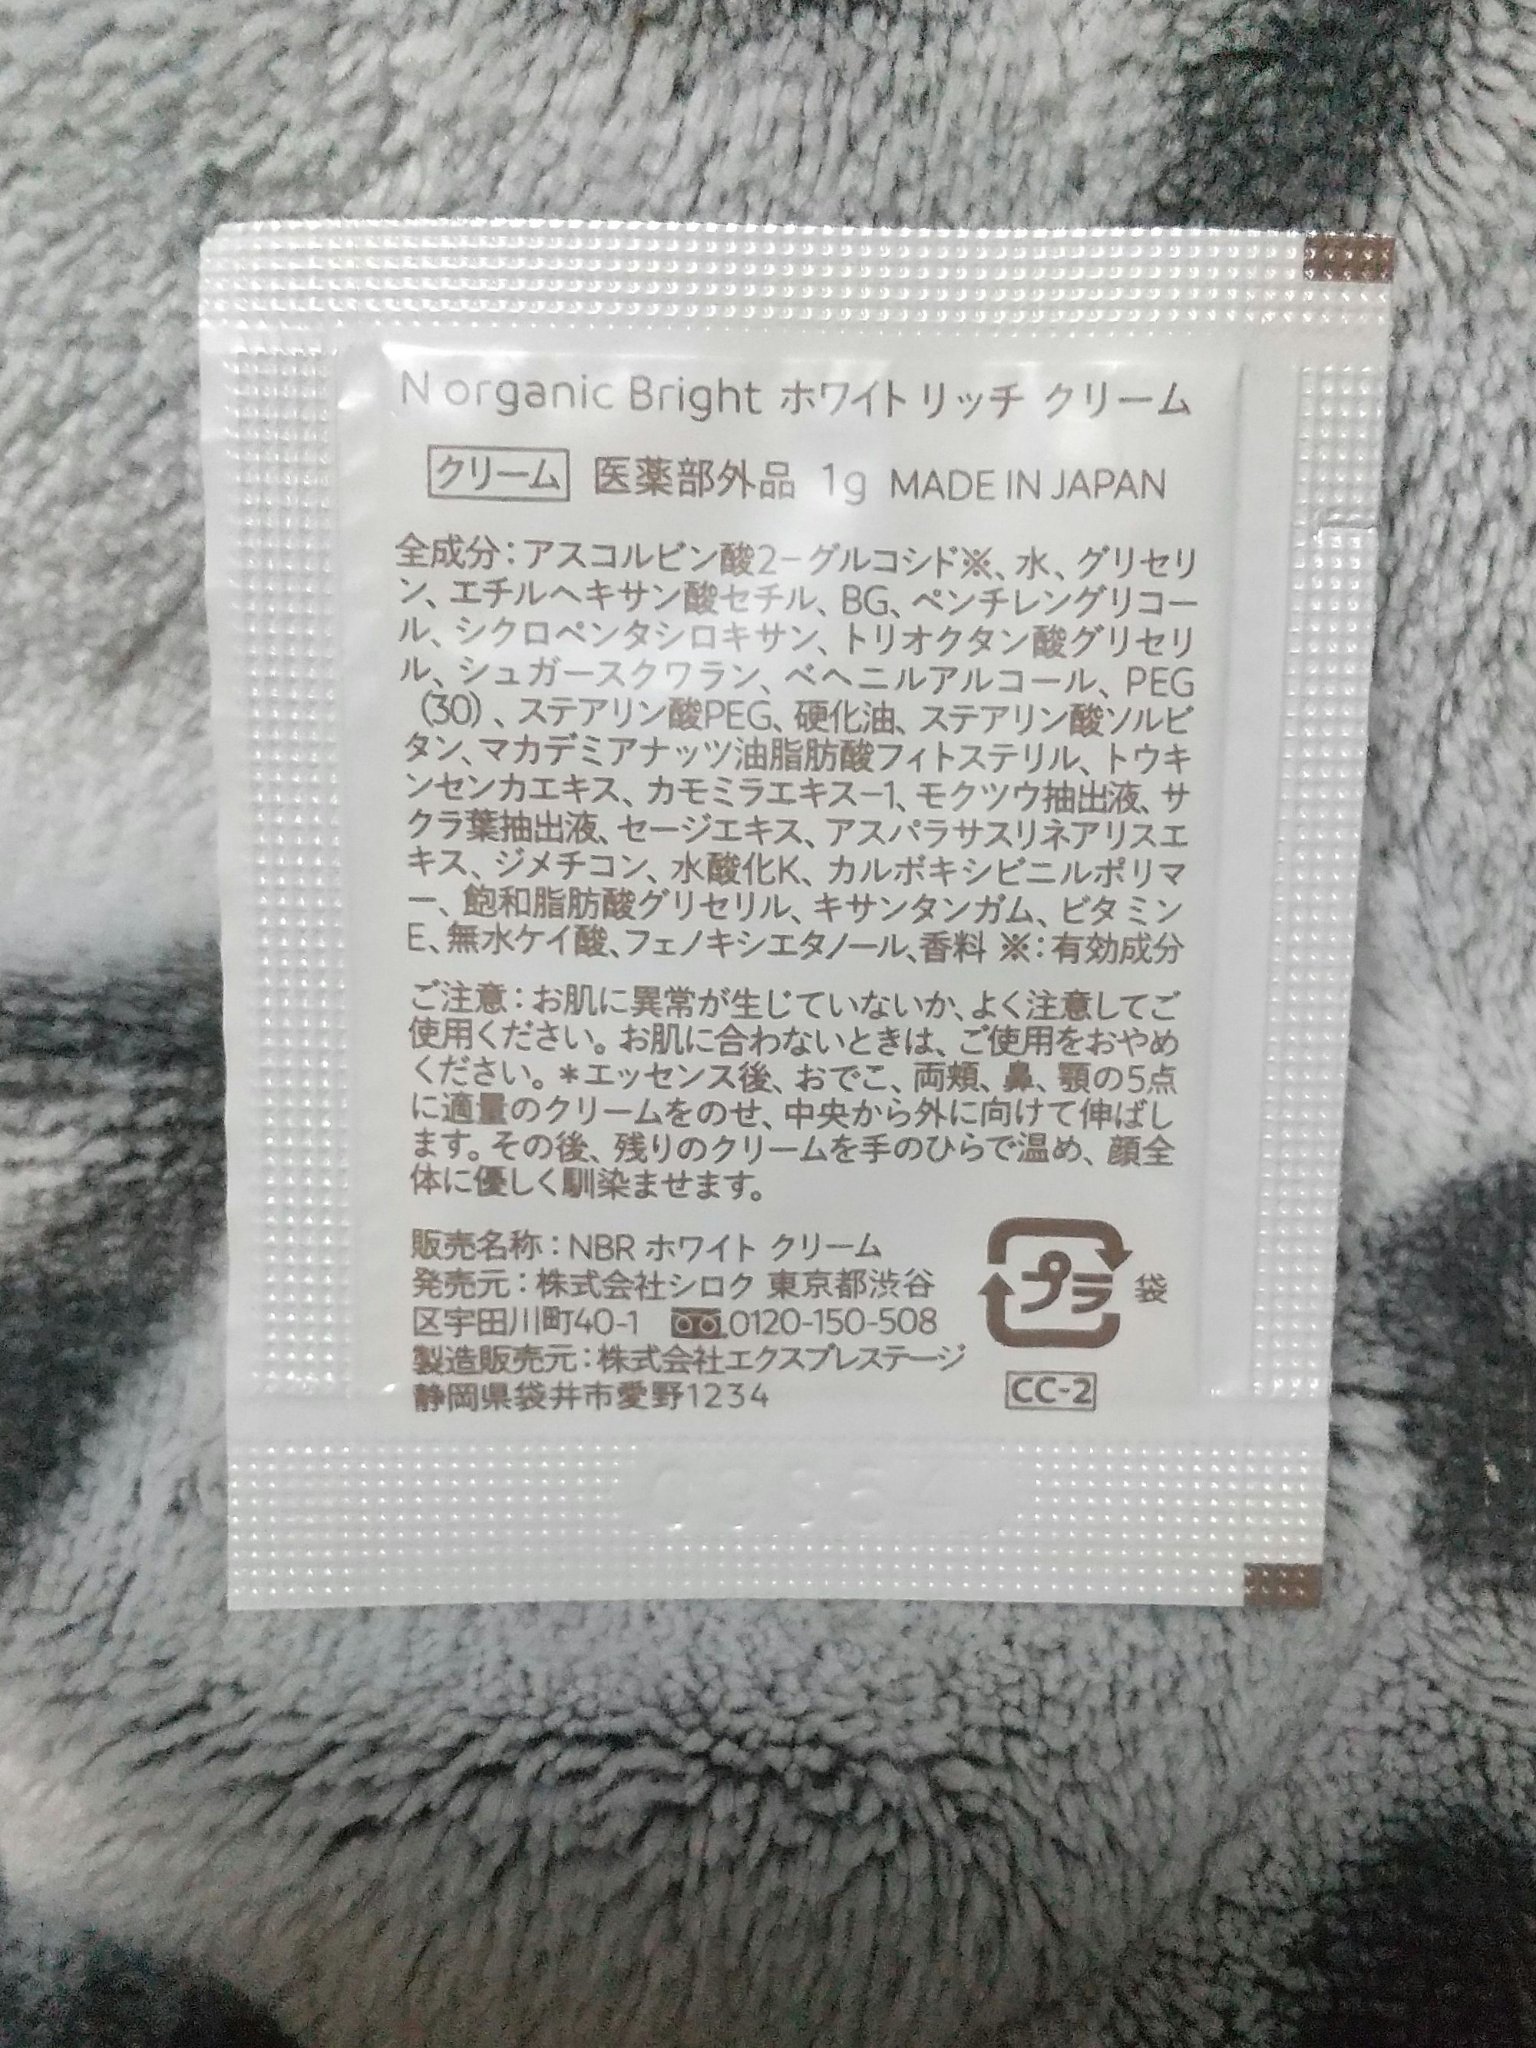 N organic Bright ホワイト リッチ クリーム
クリーム 医薬部外品 1g MADE IN JAPAN
全成分：アスコルビン酸2-グルコシド※、水、グリセリ
ン、エチルヘキサン酸セチル、BG、ペンチレングリコー
ル、シクロペンタシロキサン、トリオクタン酸グリセリ
ル、シュガースクワラン、ベヘニルアルコール、PEG
（30）、ステアリン酸PEG、硬化油、ステアリン酸ソルビ
タン、マカデミアナッツ油脂肪酸フィトステリル、トウキ
ンセンカエキス、カモミラエキス-1、モクツウ抽出液、サ
クラ葉抽出液、セージエキス、アスパラサスリネアリスエ
キス、ジメチコン、水酸化K、カルボキシビニルポリマ
ー、飽和脂肪酸グリセリル、キサンタンガム、ビタミン
E、無水ケイ酸、フェノキシエタノール、香料 ※：有効成分
ご注意：お肌に異常が生じていないか、よく注意してご
使用ください。お肌に合わないときは、ご使用をおやめ
ください。＊エッセンス後、おでこ、両頬、鼻、顎の5点
に適量のクリームをのせ、中央から外に向けて伸ばし
ます。その後、残りのクリームを手のひらで温め、顔全
体に優しく馴染ませます。
販売名称：NBR ホワイト クリーム
発売元：株式会社シロク 東京都渋谷
区宇田川町40-1 0120-150-508
製造販売元：株式会社エクスプレステージ
静岡県袋井市愛野1234
プラ 袋
CC-2